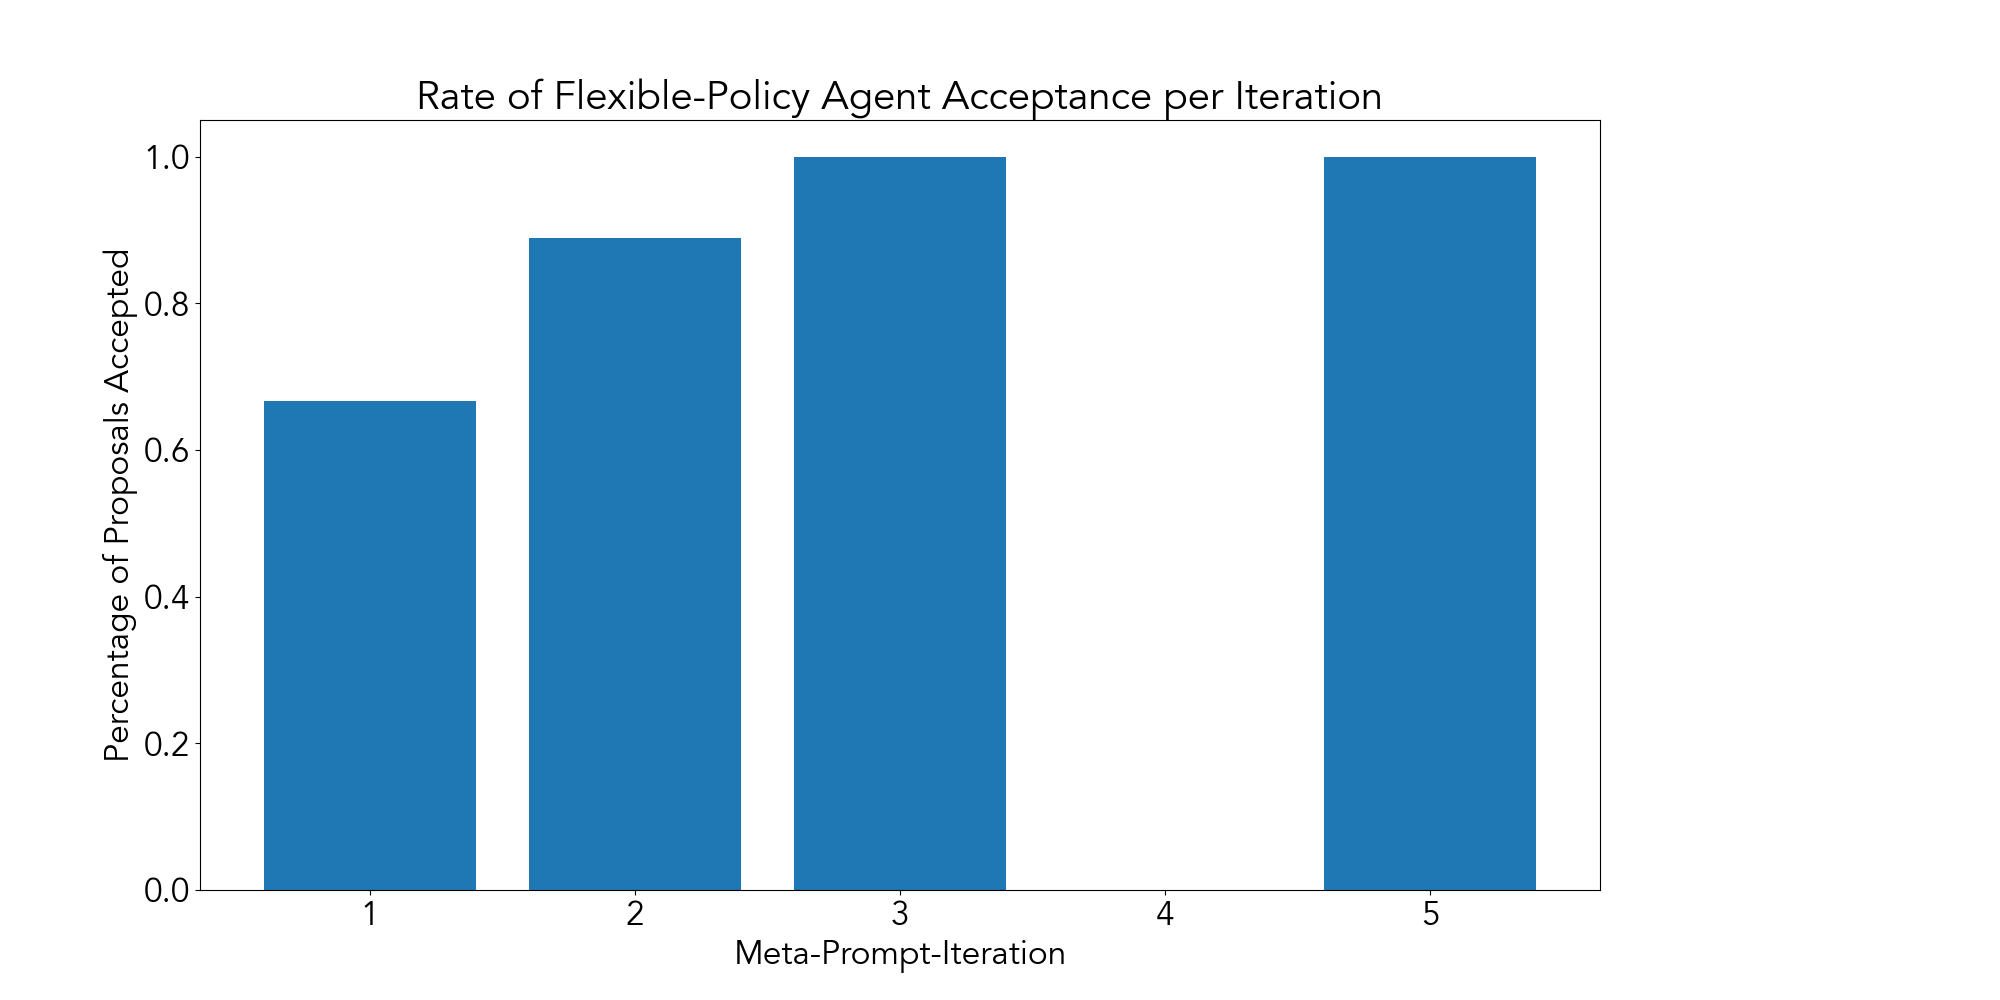 Rate of Flexible-Policy Agent Acceptance per Iteration
Percentage of Proposals Accepted
1.0
0.8
0.6
0.4
0.2
0.0
1 2 3 4 5
Meta-Prompt-Iteration